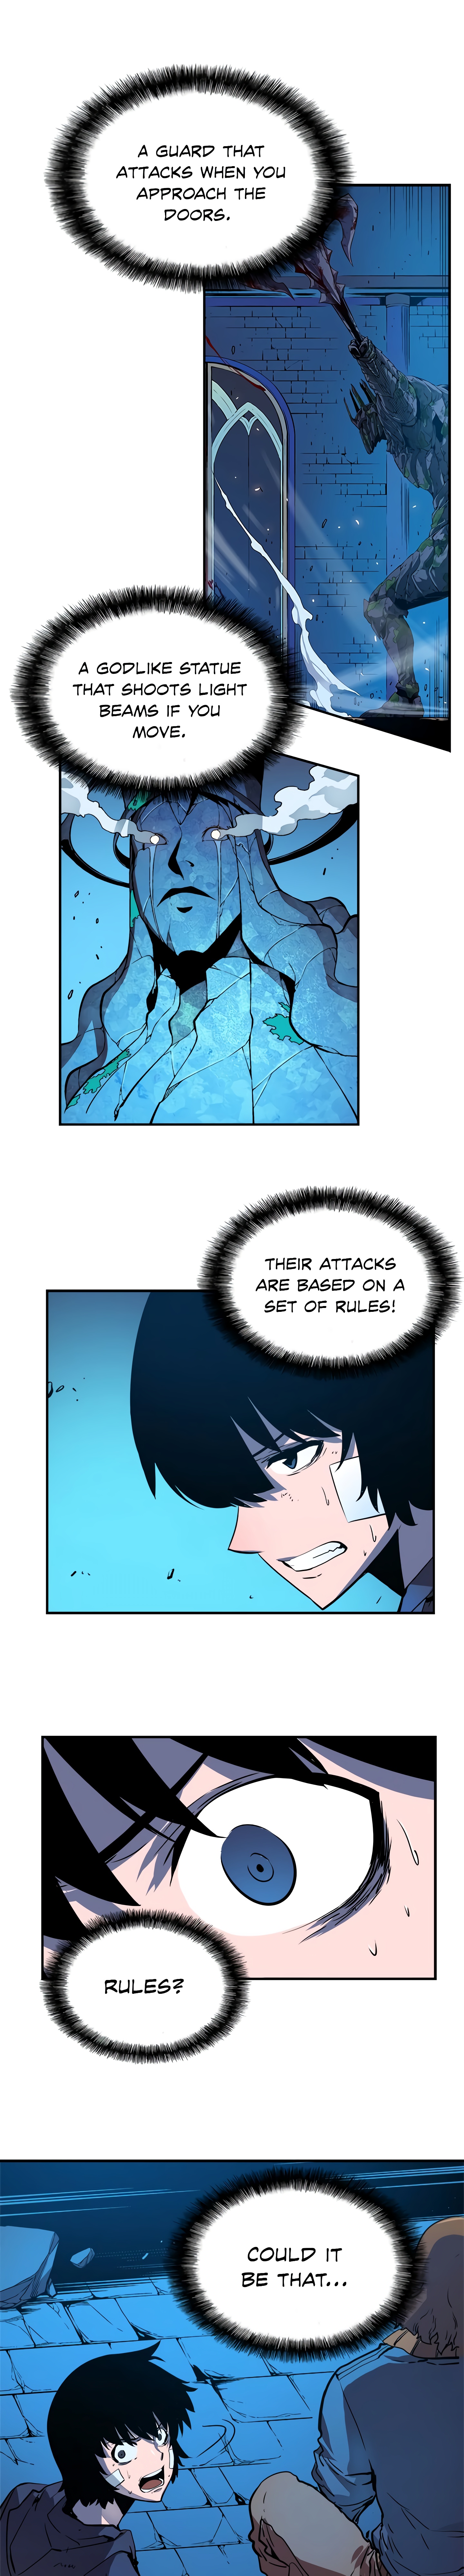 A GUARD THAT
ATTACKS WHEN YOU
APPROACH THE
DOORS.
A GODLIKE STATUE
THAT SHOOTS LIGHT
BEAMS IF YOU
MOVE.
THEIR ATTACKS
ARE BASED ON A
SET OF RULES!
RULES?
COULD IT
BE THAT...